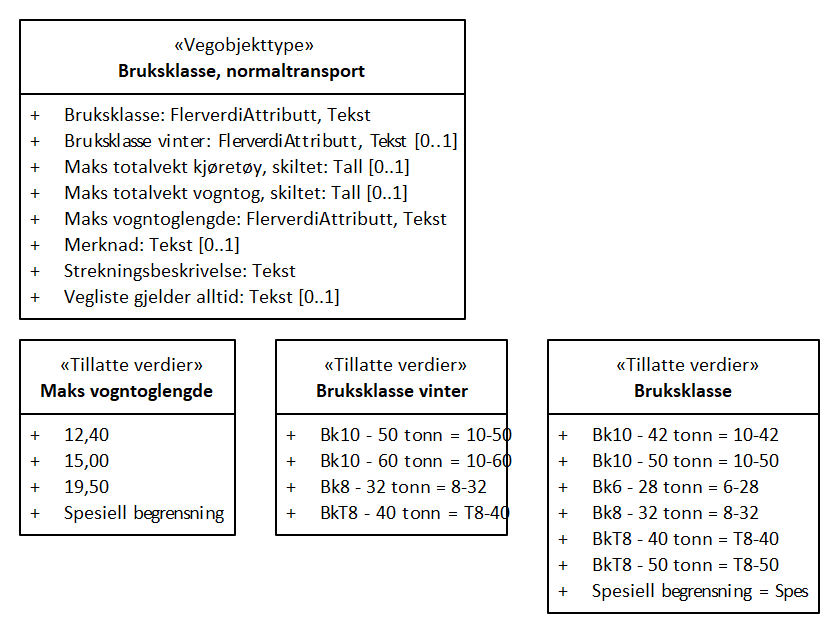 «Vegobjekttype»
Bruksklasse, normaltransport
+ Bruksklasse: FlerverdiAttributt, Tekst
+ Bruksklasse vinter: FlerverdiAttributt, Tekst [0..1]
+ Maks totalvekt kjøretøy, skiltet: Tall [0..1]
+ Maks totalvekt vogntog, skiltet: Tall [0..1]
+ Maks vogntoglengde: FlerverdiAttributt, Tekst
+ Merknad: Tekst [0..1]
+ Strekningsbeskrivelse: Tekst
+ Vegliste gjelder alltid: Tekst [0..1]
«Tillatte verdier»
Maks vogntoglengde
+ 12,40
+ 15,00
+ 19,50
+ Spesiell begrensning
«Tillatte verdier»
Bruksklasse vinter
+ Bk10 - 50 tonn = 10-50
+ Bk10 - 60 tonn = 10-60
+ Bk8 - 32 tonn = 8-32
+ BkT8 - 40 tonn = T8-40
«Tillatte verdier»
Bruksklasse
+ Bk10 - 42 tonn = 10-42
+ Bk10 - 50 tonn = 10-50
+ Bk6 - 28 tonn = 6-28
+ Bk8 - 32 tonn = 8-32
+ BkT8 - 40 tonn = T8-40
+ BkT8 - 50 tonn = T8-50
+ Spesiell begrensning = Spes